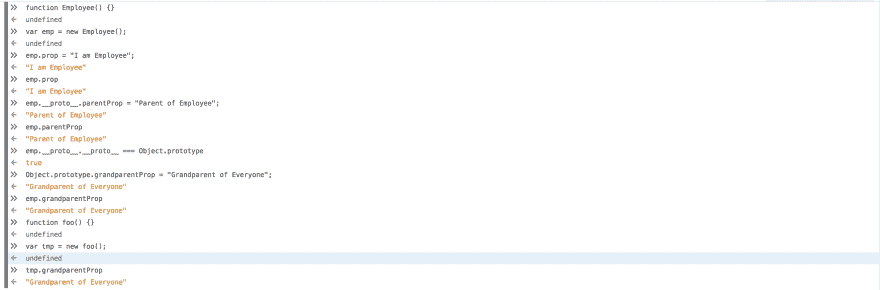 » function Employee() {}
← undefined
» var emp = new Employee();
← undefined
» emp.prop = "I am Employee";
← "I am Employee"
» emp.prop
← "I am Employee"
» emp.__proto__.parentProp = "Parent of Employee";
← "Parent of Employee"
» emp.parentProp
← "Parent of Employee"
» emp.__proto__.__proto__ === Object.prototype
← true
» Object.prototype.grandparentProp = "Grandparent of Everyone";
← "Grandparent of Everyone"
» emp.grandparentProp
← "Grandparent of Everyone"
» function foo() {}
← undefined
» var tmp = new foo();
← undefined
» tmp.grandparentProp
← "Grandparent of Everyone"